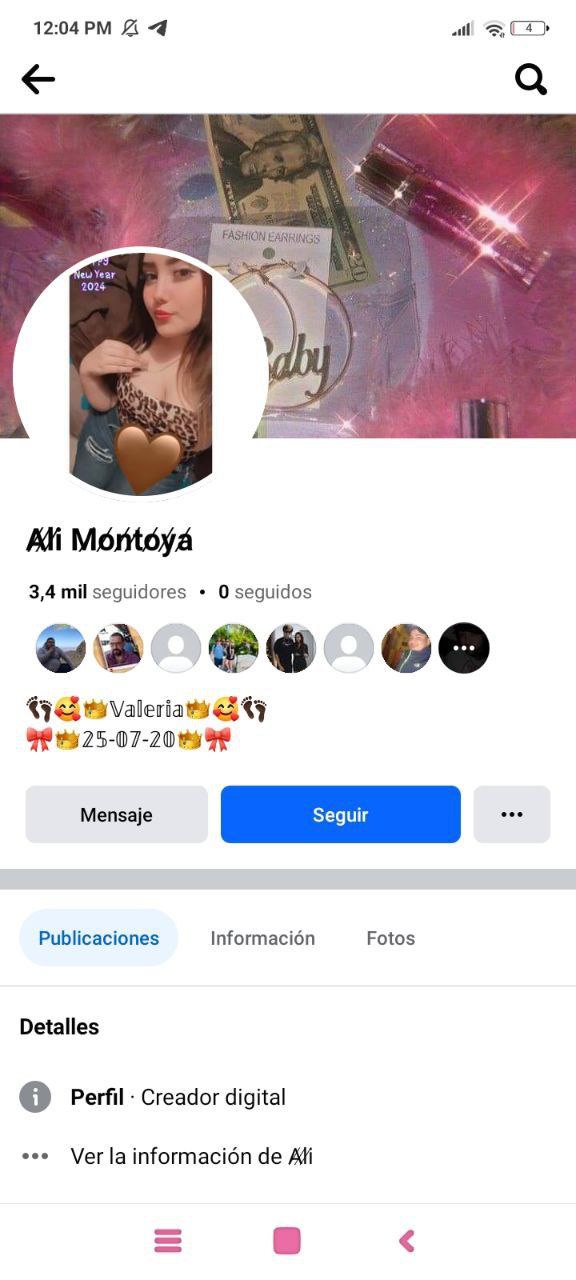 12:04 PM
4
FASHION EARRINGS
New Year
2024
A̸l̸i M̸ó̸n̸t̸ó̸y̸á
3,4 mil seguidores • 0 seguidos
👣🥰👑𝕍𝕒𝕝𝕖𝕣𝕚𝕒👑🥰👣
🎀👑𝟚𝟝-𝟘𝟟-𝟚𝟘👑🎀
Mensaje
Seguir
Publicaciones
Información
Fotos
Detalles
Perfil · Creador digital
Ver la información de A̸l̸i